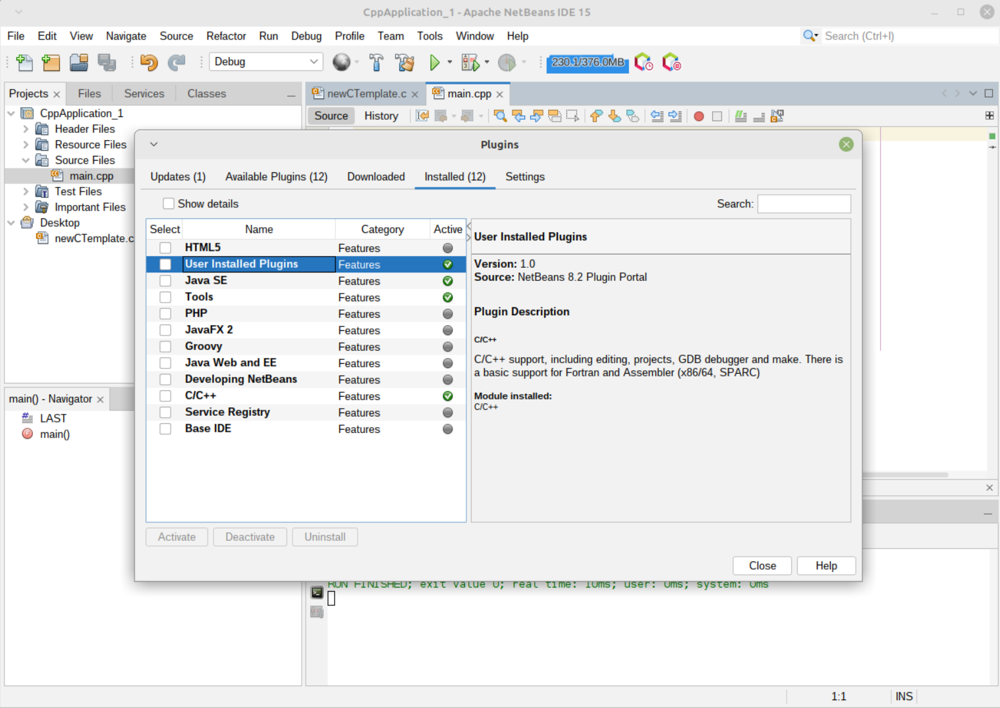 CppApplication_1 - Apache NetBeans IDE 15
File Edit View Navigate Source Refactor Run Debug Profile Team Tools Window Help
Search (Ctrl+I)
Debug
230.1/376.0MB
Projects Files Services Classes
newCTemplate.c main.cpp
CppApplication_1
Source History
Header Files
Resource Files
Source Files
main.cpp
Test Files
Important Files
Desktop
newCTemplate.c
main() - Navigator
LAST
main()
Plugins
Updates (1) Available Plugins (12) Downloaded Installed (12) Settings
Show details
Search:
Select Name Category Active
HTML5 Features
User Installed Plugins Features
Java SE Features
Tools Features
PHP Features
JavaFX 2 Features
Groovy Features
Java Web and EE Features
Developing NetBeans Features
C/C++ Features
Service Registry Features
Base IDE Features
User Installed Plugins
Version: 1.0
Source: NetBeans 8.2 Plugin Portal
Plugin Description
C/C++
C/C++ support, including editing, projects, GDB debugger and make. There is
a basic support for Fortran and Assembler (x86/64, SPARC)
Module installed:
C/C++
Activate Deactivate Uninstall
Close Help
RUN FINISHED; exit value 0; real time: 10ms; user: 0ms; system: 0ms
1:1 INS